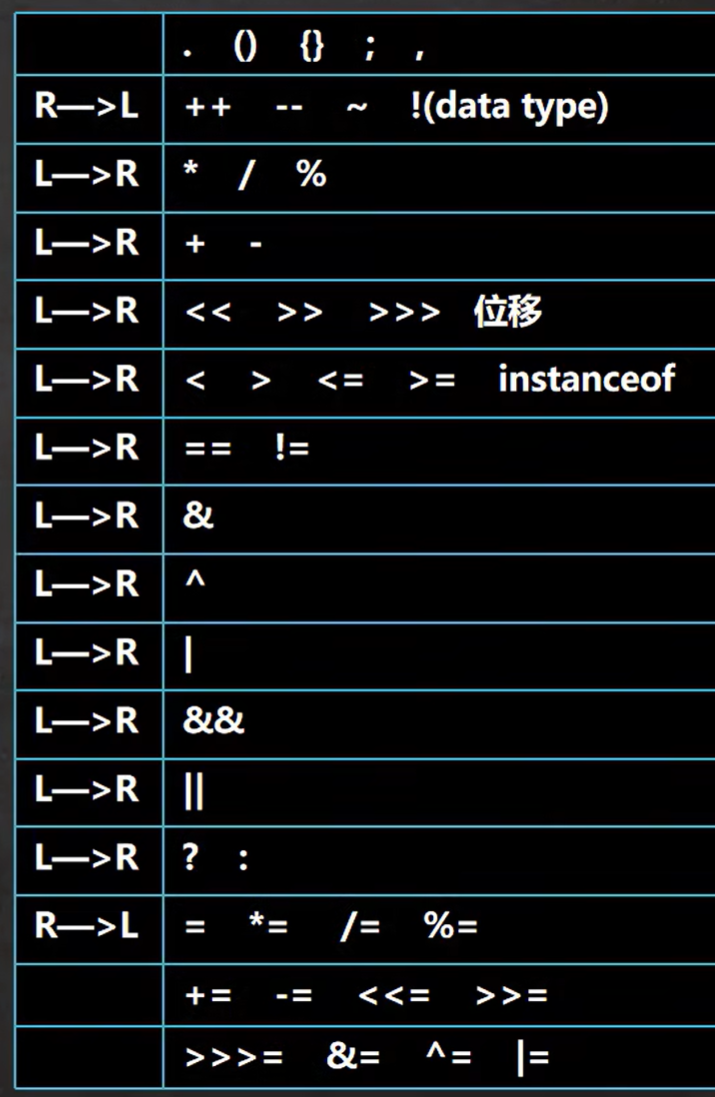 . () {} ; ,
R—>L ++ -- ~ !(data type)
L—>R * / %
L—>R + -
L—>R << >> >>> 位移
L—>R < > <= >= instanceof
L—>R == !=
L—>R &
L—>R ^
L—>R |
L—>R &&
L—>R ||
L—>R ? :
R—>L = *= /= %=
+= -= <<= >>=
>>>= &= ^= |=